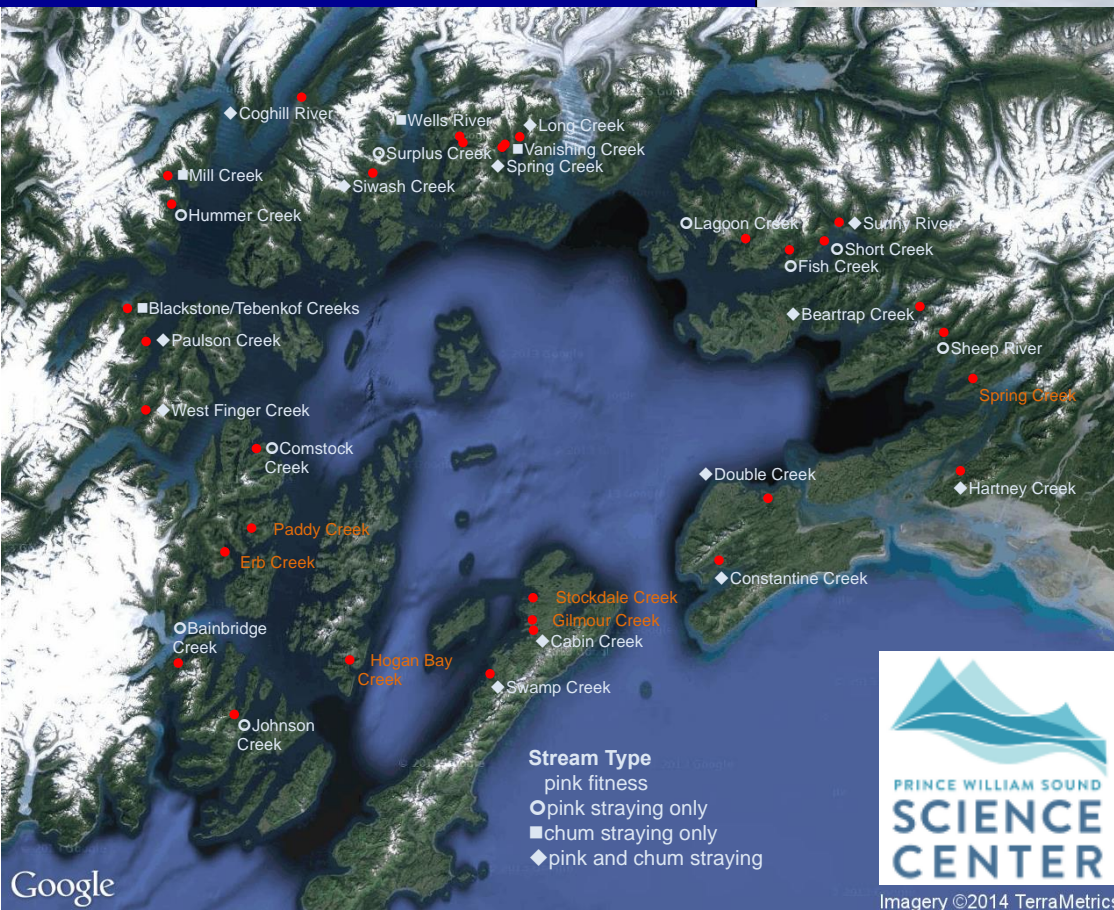 Coghill River
Wells River
Long Creek
Surplus Creek
Vanishing Creek
Spring Creek
Mill Creek
Siwash Creek
Hummer Creek
Lagoon Creek
Sunny River
Short Creek
Fish Creek
Blackstone/Tebenkof Creeks
Beartrap Creek
Paulson Creek
Sheep River
Spring Creek
West Finger Creek
Comstock
Creek
Double Creek
Hartney Creek
Paddy Creek
Erb Creek
Constantine Creek
Stockdale Creek
Gilmour Creek
Bainbridge
Creek
Cabin Creek
Hogan Bay
Creek
Swamp Creek
Johnson
Creek
Stream Type
pink fitness
pink straying only
chum straying only
pink and chum straying
PRINCE WILLIAM SOUND
SCIENCE
CENTER
Google
Imagery ©2014 TerraMetrics